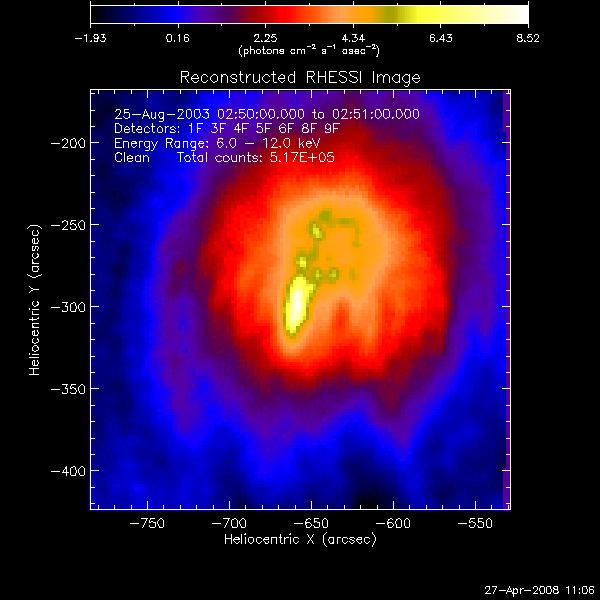 −1.93 0.16 2.25 4.34 6.43 8.52
(photons cm⁻² s⁻¹ asec⁻²)
Reconstructed RHESSI Image
25-Aug-2003 02:50:00.000 to 02:51:00.000
Detectors: 1F 3F 4F 5F 6F 8F 9F
Energy Range: 6.0 − 12.0 keV
Clean Total counts: 5.17E+05
−200
−250
−300
−350
−400
Heliocentric Y (arcsec)
−750 −700 −650 −600 −550
Heliocentric X (arcsec)
27-Apr-2008 11:06